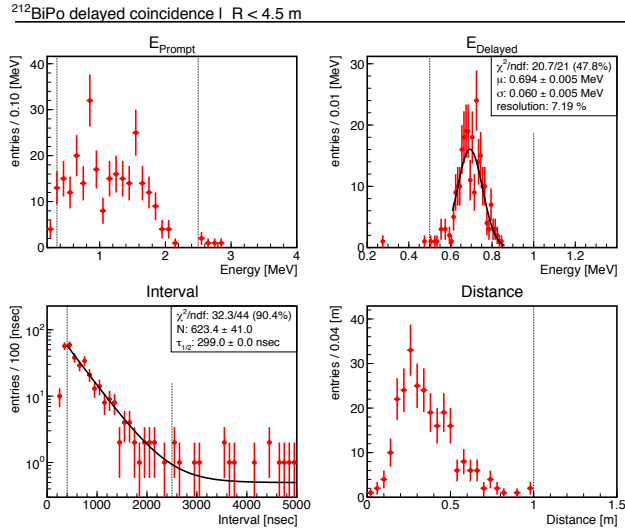 ²¹²BiPo delayed coincidence | R < 4.5 m
E_Prompt
entries / 0.10 [MeV]
40
30
20
10
0
0 1 2 3 4
Energy [MeV]
E_Delayed
χ²/ndf: 20.7/21 (47.8%)
μ: 0.694 ± 0.005 MeV
σ: 0.060 ± 0.005 MeV
resolution: 7.19 %
entries / 0.01 [MeV]
30
20
10
0
0.2 0.4 0.6 0.8 1.0 1.2
Energy [MeV]
Interval
χ²/ndf: 32.3/44 (90.4%)
N: 623.4 ± 41.0
τ_1/2: 299.0 ± 0.0 nsec
entries / 100 [nsec]
10²
10
10⁰
0 1000 2000 3000 4000 5000
Interval [nsec]
Distance
entries / 0.04 [m]
40
30
20
10
0
0 0.5 1.0 1.5
Distance [m]